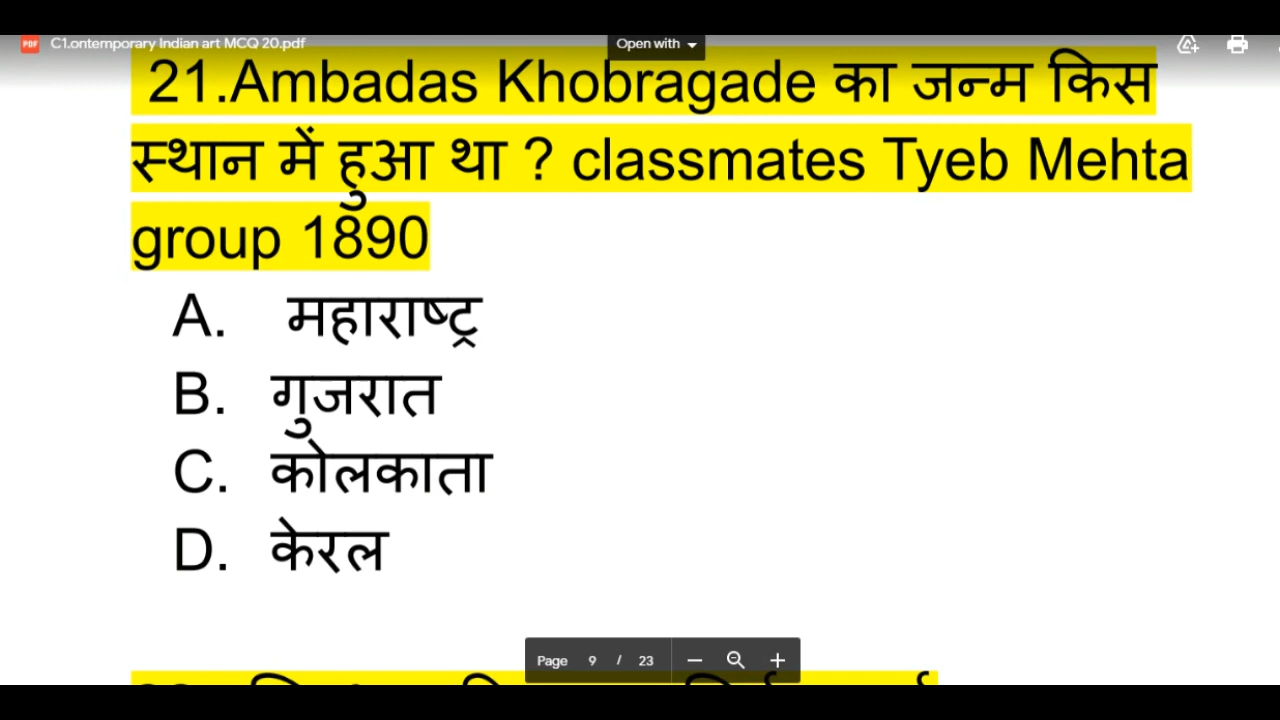 C1.ontemporary Indian art MCQ 20.pdf
Open with
21.Ambadas Khobragade का जन्म किस
स्थान में हुआ था ? classmates Tyeb Mehta
group 1890
A. महाराष्ट्र
B. गुजरात
C. कोलकाता
D. केरल
Page 9 / 23